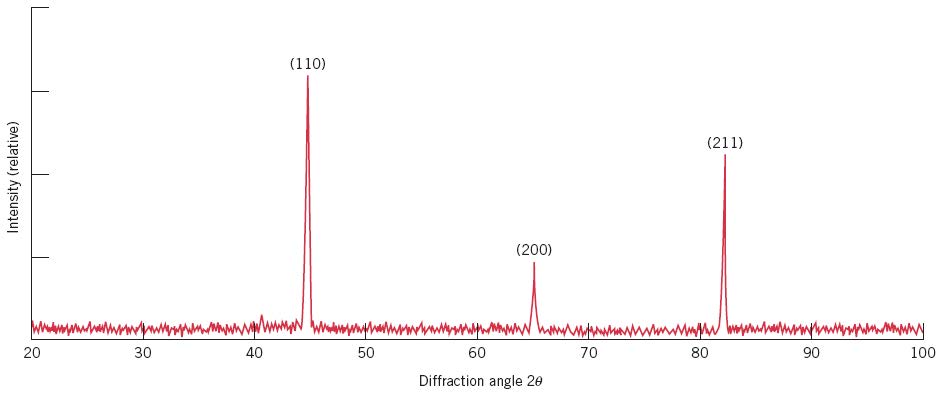 (110)
(211)
(200)
Intensity (relative)
20 30 40 50 60 70 80 90 100
Diffraction angle 2θ